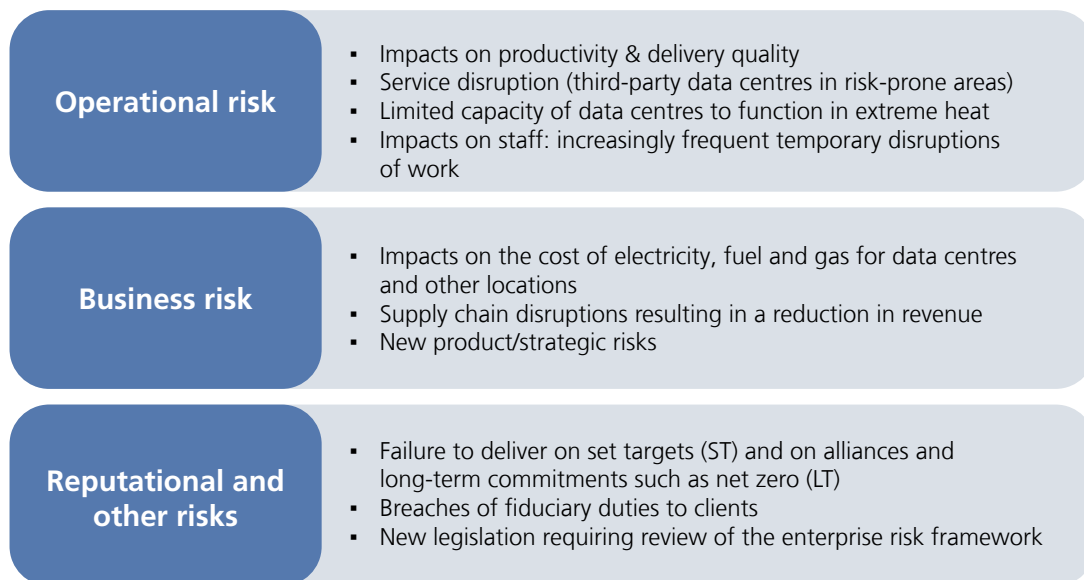 Operational risk
▪ Impacts on productivity & delivery quality
▪ Service disruption (third-party data centres in risk-prone areas)
▪ Limited capacity of data centres to function in extreme heat
▪ Impacts on staff: increasingly frequent temporary disruptions
of work
Business risk
▪ Impacts on the cost of electricity, fuel and gas for data centres
and other locations
▪ Supply chain disruptions resulting in a reduction in revenue
▪ New product/strategic risks
Reputational and
other risks
▪ Failure to deliver on set targets (ST) and on alliances and
long-term commitments such as net zero (LT)
▪ Breaches of fiduciary duties to clients
▪ New legislation requiring review of the enterprise risk framework